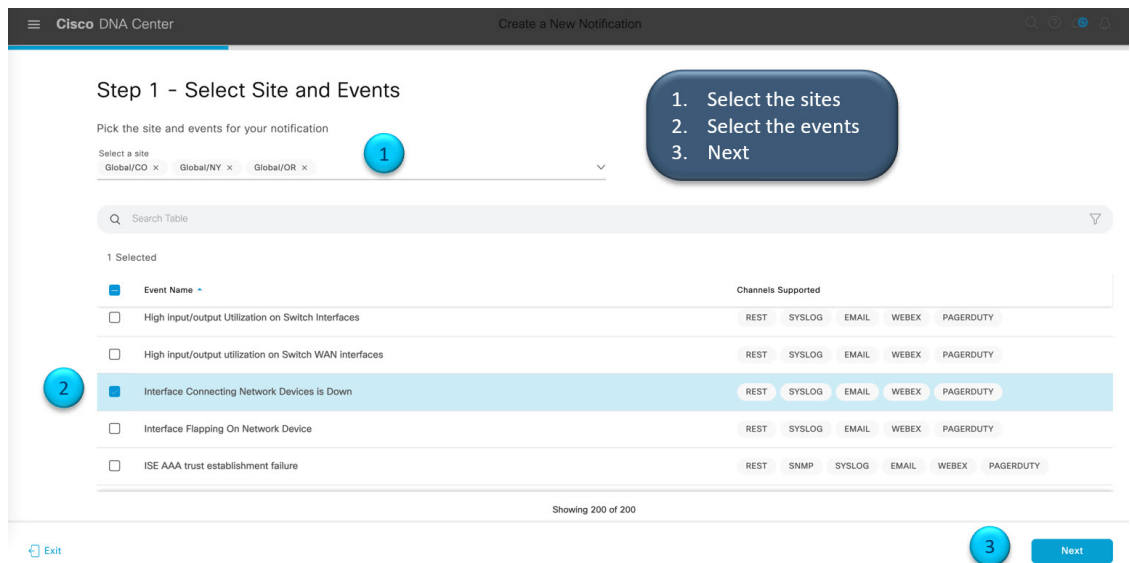 Cisco DNA Center
Create a New Notification
Step 1 - Select Site and Events
1. Select the sites
2. Select the events
3. Next
Pick the site and events for your notification
Select a site
Global/CO × Global/NY × Global/OR ×
1
Search Table
1 Selected
Event Name Channels Supported
High input/output Utilization on Switch Interfaces REST SYSLOG EMAIL WEBEX PAGERDUTY
High input/output utilization on Switch WAN interfaces REST SYSLOG EMAIL WEBEX PAGERDUTY
2
Interface Connecting Network Devices is Down REST SYSLOG EMAIL WEBEX PAGERDUTY
Interface Flapping On Network Device REST SYSLOG EMAIL WEBEX PAGERDUTY
ISE AAA trust establishment failure REST SNMP SYSLOG EMAIL WEBEX PAGERDUTY
Showing 200 of 200
Exit
3
Next